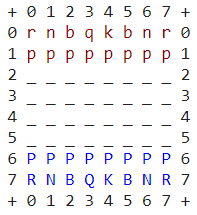 + 0 1 2 3 4 5 6 7 +
0 r n b q k b n r 0
1 p p p p p p p p 1
2 _ _ _ _ _ _ _ _ 2
3 _ _ _ _ _ _ _ _ 3
4 _ _ _ _ _ _ _ _ 4
5 _ _ _ _ _ _ _ _ 5
6 P P P P P P P P 6
7 R N B Q K B N R 7
+ 0 1 2 3 4 5 6 7 +